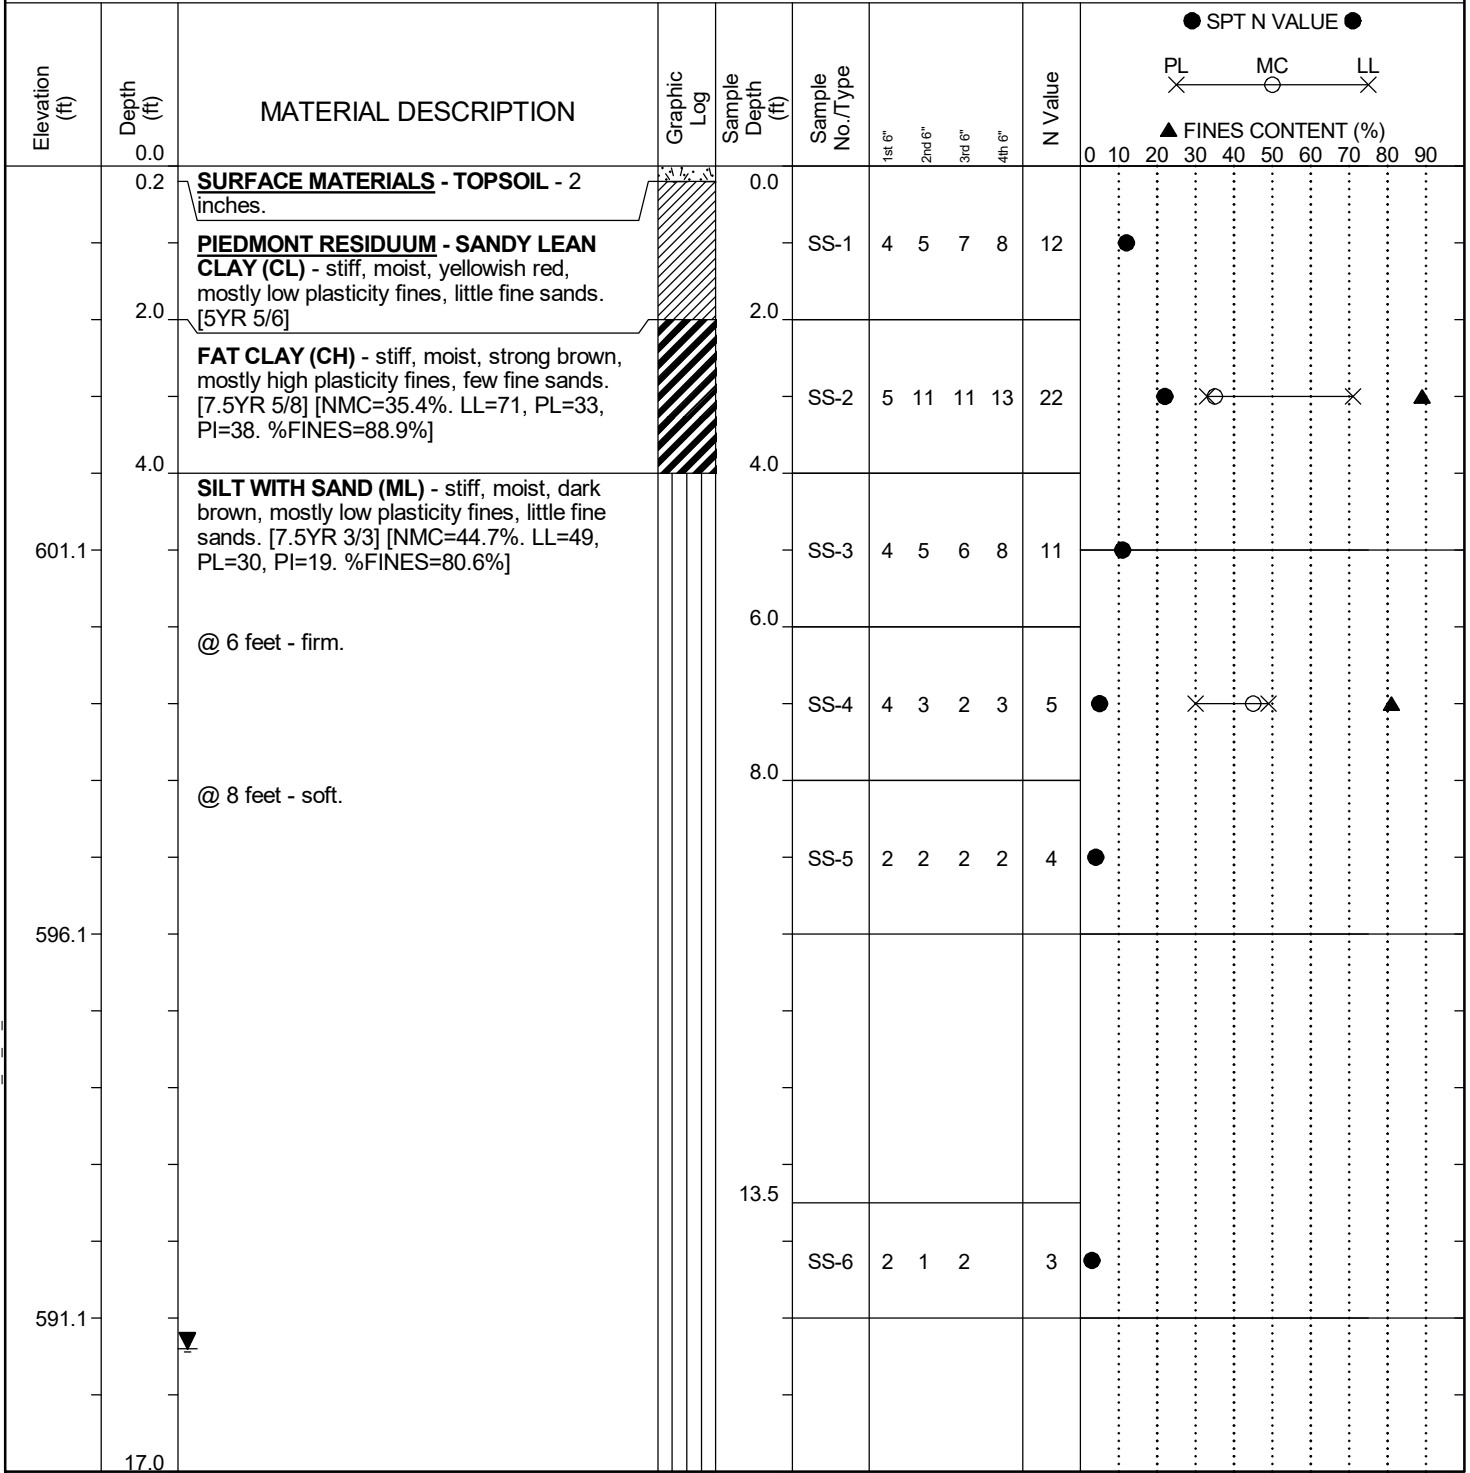 Elevation (ft)
Depth (ft)
0.0
MATERIAL DESCRIPTION
Graphic Log
Sample Depth (ft)
Sample No./Type
1st 6"
2nd 6"
3rd 6"
4th 6"
N Value
● SPT N VALUE ●
PL MC LL
▲ FINES CONTENT (%)
0 10 20 30 40 50 60 70 80 90
0.2
SURFACE MATERIALS - TOPSOIL - 2
inches.
0.0
PIEDMONT RESIDUUM - SANDY LEAN
CLAY (CL) - stiff, moist, yellowish red,
mostly low plasticity fines, little fine sands.
[5YR 5/6]
SS-1 4 5 7 8 12
2.0
2.0
FAT CLAY (CH) - stiff, moist, strong brown,
mostly high plasticity fines, few fine sands.
[7.5YR 5/8] [NMC=35.4%. LL=71, PL=33,
PI=38. %FINES=88.9%]
SS-2 5 11 11 13 22
4.0
4.0
SILT WITH SAND (ML) - stiff, moist, dark
brown, mostly low plasticity fines, little fine
sands. [7.5YR 3/3] [NMC=44.7%. LL=49,
PL=30, PI=19. %FINES=80.6%]
601.1
SS-3 4 5 6 8 11
6.0
@ 6 feet - firm.
SS-4 4 3 2 3 5
8.0
@ 8 feet - soft.
SS-5 2 2 2 2 4
596.1
13.5
SS-6 2 1 2 3
591.1
17.0